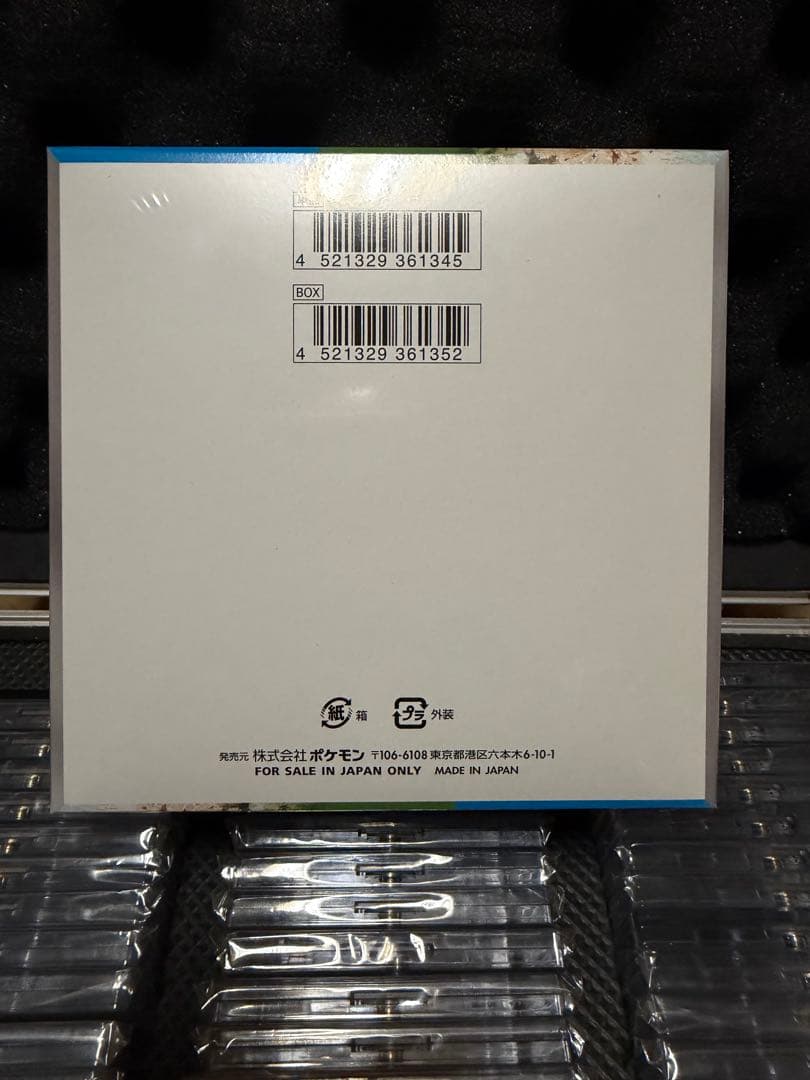 4 521329 361345
BOX
4 521329 361352
紙 箱 プラ 外装
発売元 株式会社 ポケモン 〒106-6108 東京都港区六本木6-10-1
FOR SALE IN JAPAN ONLY MADE IN JAPAN